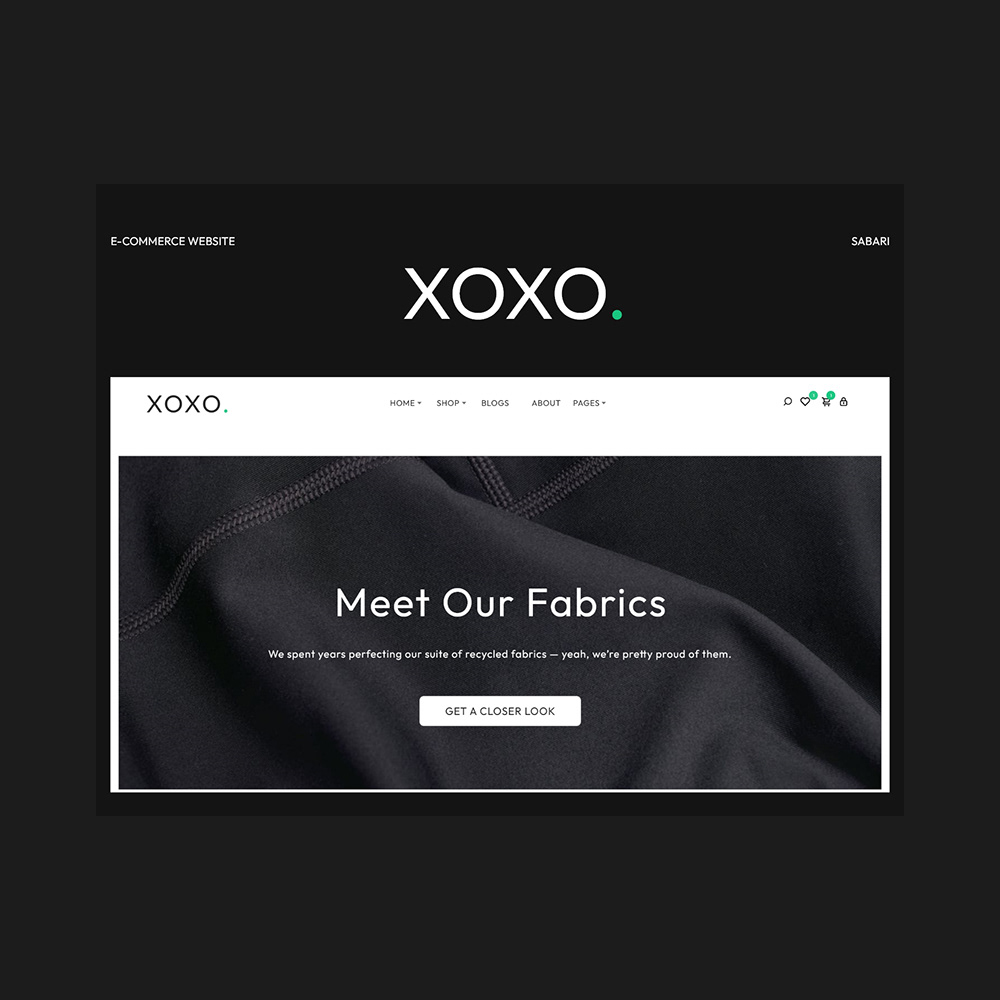 E-COMMERCE WEBSITE
SABARI
XOXO.
XOXO.
HOME SHOP BLOGS ABOUT PAGES
Meet Our Fabrics
We spent years perfecting our suite of recycled fabrics — yeah, we're pretty proud of them.
GET A CLOSER LOOK